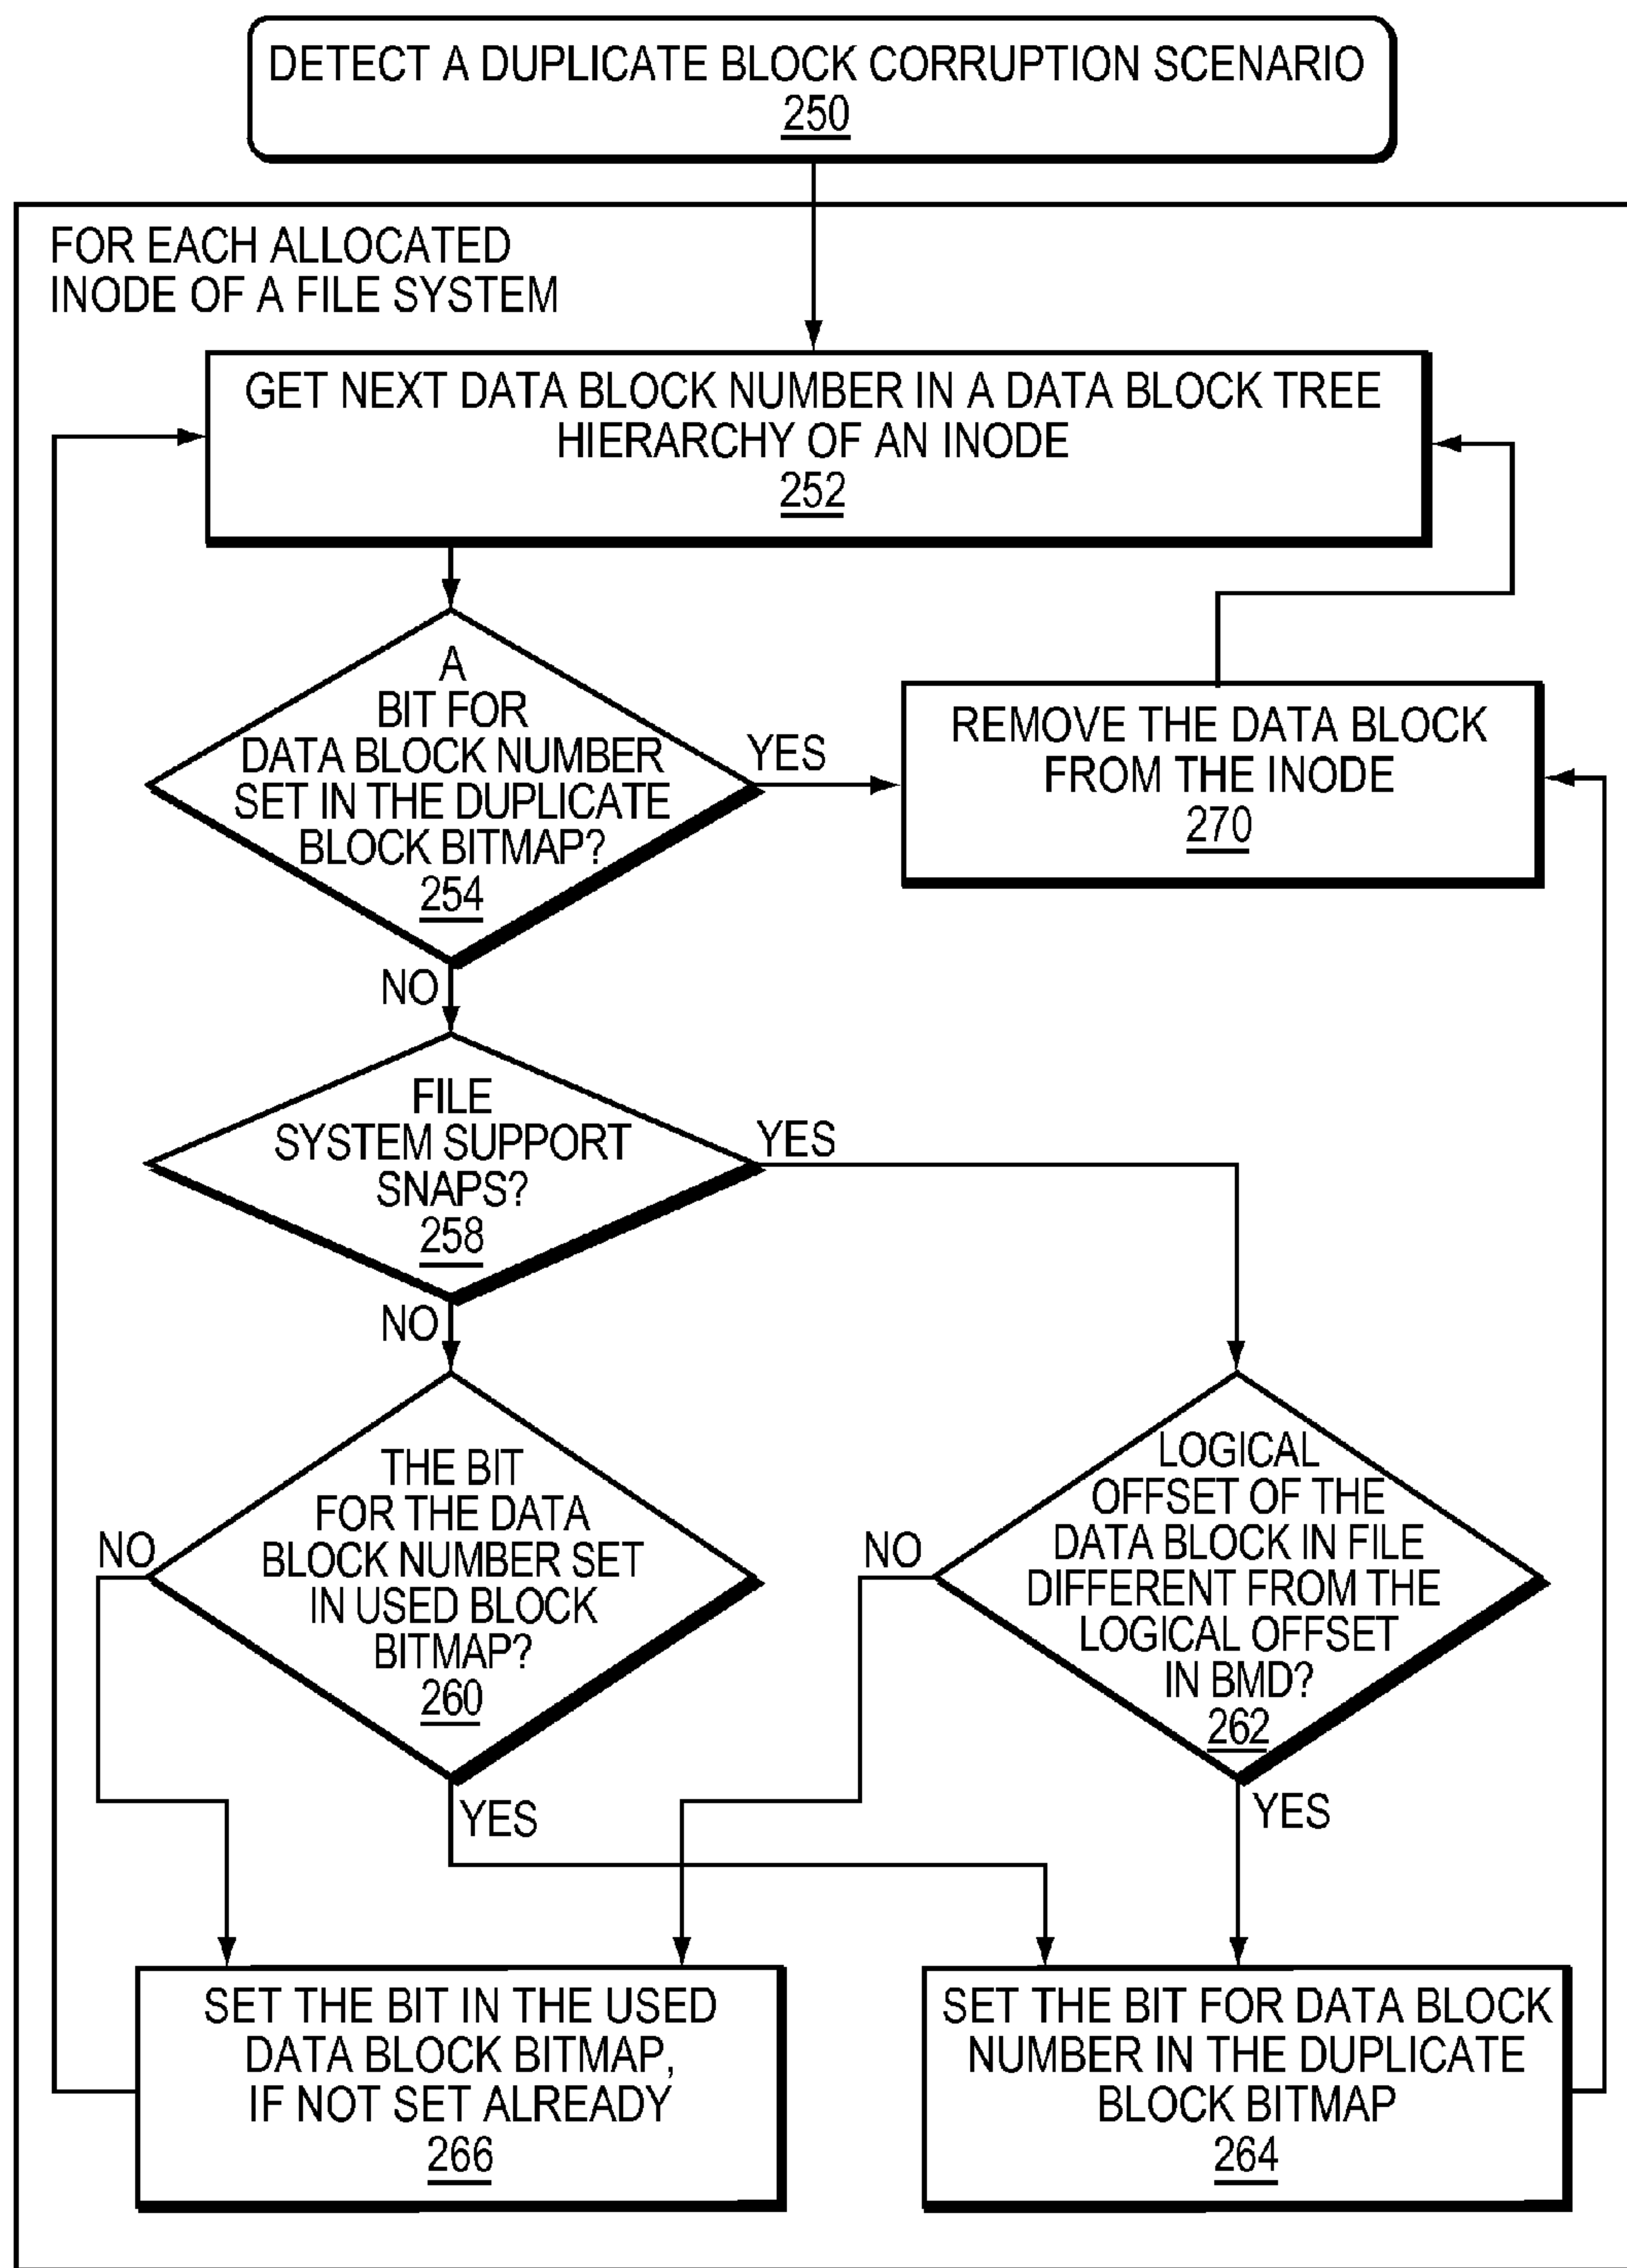 DETECT A DUPLICATE BLOCK CORRUPTION SCENARIO
250
FOR EACH ALLOCATED
INODE OF A FILE SYSTEM
GET NEXT DATA BLOCK NUMBER IN A DATA BLOCK TREE
HIERARCHY OF AN INODE
252
A
BIT FOR
DATA BLOCK NUMBER
SET IN THE DUPLICATE
BLOCK BITMAP?
254
YES
REMOVE THE DATA BLOCK
FROM THE INODE
270
NO
FILE
SYSTEM SUPPORT
SNAPS?
258
YES
NO
THE BIT
FOR THE DATA
BLOCK NUMBER SET
IN USED BLOCK
BITMAP?
260
NO
YES
LOGICAL
OFFSET OF THE
DATA BLOCK IN FILE
DIFFERENT FROM THE
LOGICAL OFFSET
IN BMD?
262
NO
YES
SET THE BIT IN THE USED
DATA BLOCK BITMAP,
IF NOT SET ALREADY
266
SET THE BIT FOR DATA BLOCK
NUMBER IN THE DUPLICATE
BLOCK BITMAP
264